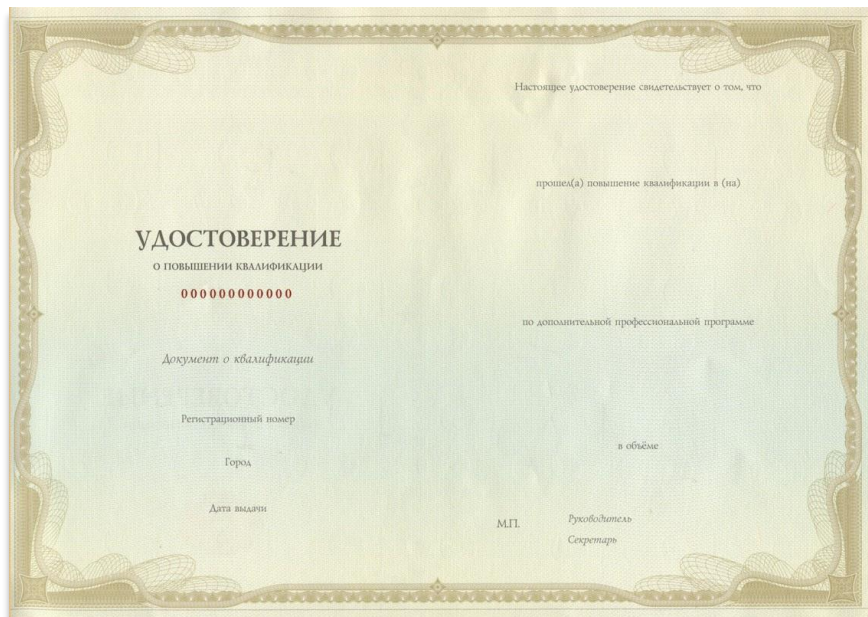 УДОСТОВЕРЕНИЕ
О ПОВЫШЕНИИ КВАЛИФИКАЦИИ
000000000000
Документ о квалификации
Регистрационный номер
Город
Дата выдачи
Настоящее удостоверение свидетельствует о том, что
прошел(а) повышение квалификации в (на)
по дополнительной профессиональной программе
в объёме
М.П.
Руководитель
Секретарь